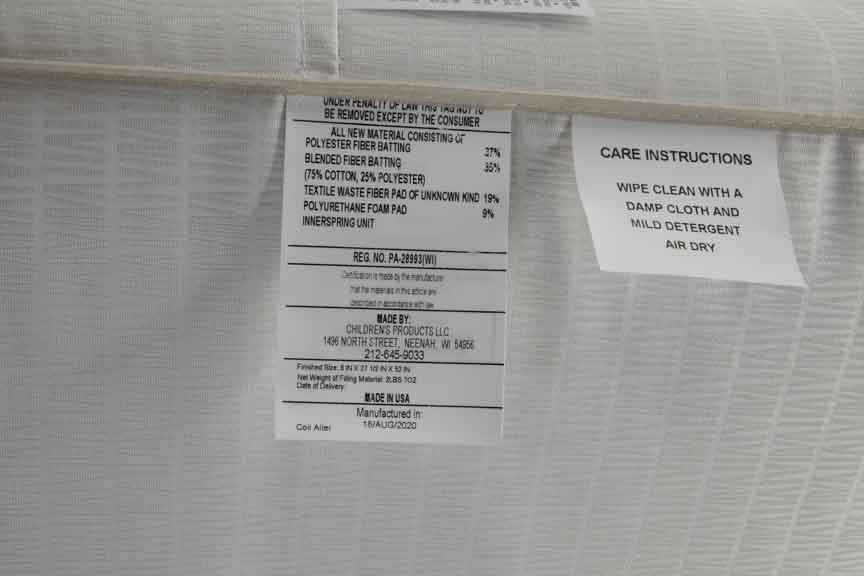 UNDER PENALTY OF LAW THIS TAG NOT TO
BE REMOVED EXCEPT BY THE CONSUMER
ALL NEW MATERIAL CONSISTING OF
POLYESTER FIBER BATTING 37%
BLENDED FIBER BATTING 35%
(75% COTTON, 25% POLYESTER)
TEXTILE WASTE FIBER PAD OF UNKNOWN KIND 19%
POLYURETHANE FOAM PAD 9%
INNERSPRING UNIT
REG. NO. PA-28993(WI)
Certification is made by the manufacturer
that the materials in this article are
described in accordance with law
MADE BY:
CHILDREN'S PRODUCTS LLC
1496 NORTH STREET, NEENAH, WI 54956
212-645-9033
Finished Size: 6 IN X 27 1/2 IN X 52 IN
Net Weight of Filling Material: 2LBS 7OZ
Date of Delivery:
MADE IN USA
Manufactured in:
Coil Aller 18/AUG/2020
CARE INSTRUCTIONS
WIPE CLEAN WITH A
DAMP CLOTH AND
MILD DETERGENT
AIR DRY